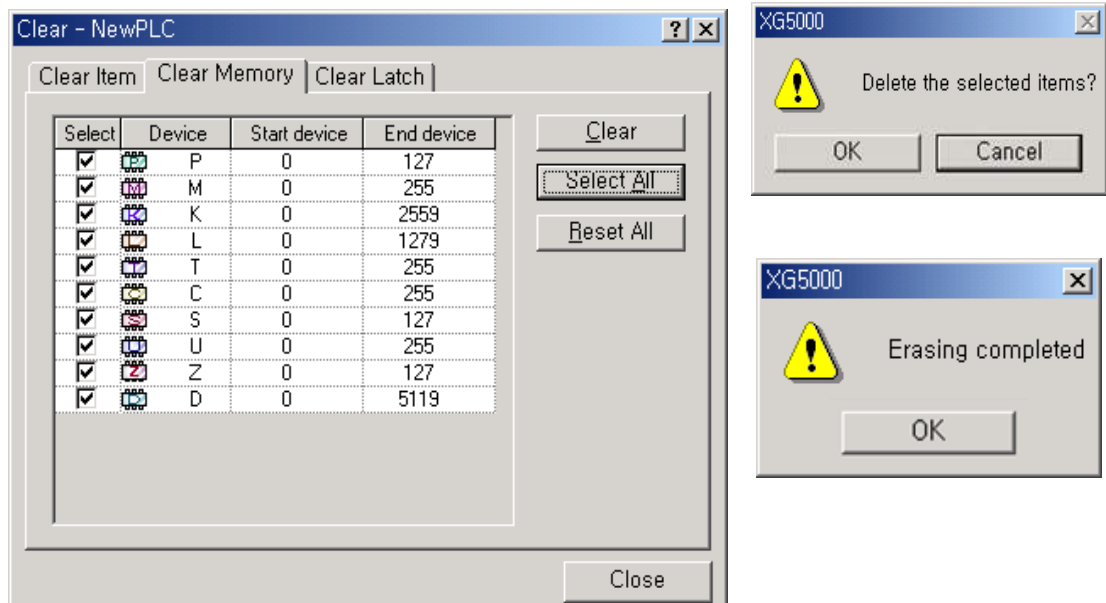 Clear - NewPLC
Clear Item Clear Memory Clear Latch
Select Device Start device End device
P 0 127
M 0 255
K 0 2559
L 0 1279
T 0 255
C 0 255
S 0 127
U 0 255
Z 0 127
D 0 5119
Clear
Select All
Reset All
Close
XG5000
Delete the selected items?
OK Cancel
XG5000
Erasing completed
OK